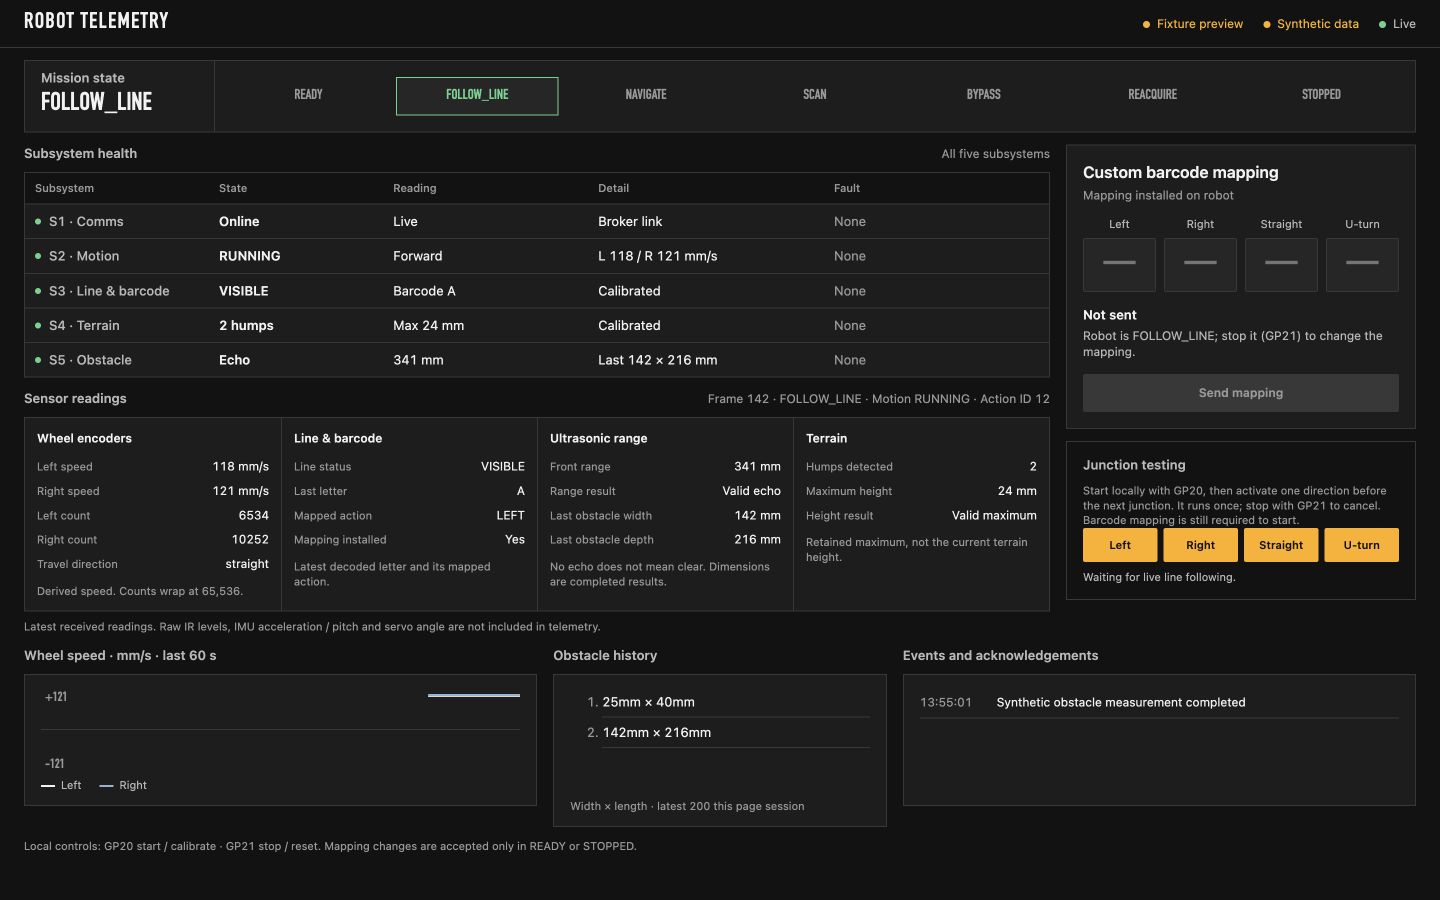 ROBOT TELEMETRY
Fixture preview
Synthetic data
Live
Mission state
FOLLOW_LINE
READY
FOLLOW_LINE
NAVIGATE
SCAN
BYPASS
REACQUIRE
STOPPED
Subsystem health
All five subsystems
Subsystem State Reading Detail Fault
S1 · Comms Online Live Broker link None
S2 · Motion RUNNING Forward L 118 / R 121 mm/s None
S3 · Line & barcode VISIBLE Barcode A Calibrated None
S4 · Terrain 2 humps Max 24 mm Calibrated None
S5 · Obstacle Echo 341 mm Last 142 × 216 mm None
Custom barcode mapping
Mapping installed on robot
Left Right Straight U-turn
Not sent
Robot is FOLLOW_LINE; stop it (GP21) to change the
mapping.
Send mapping
Sensor readings
Frame 142 · FOLLOW_LINE · Motion RUNNING · Action ID 12
Wheel encoders
Left speed 118 mm/s
Right speed 121 mm/s
Left count 6534
Right count 10252
Travel direction straight
Derived speed. Counts wrap at 65,536.
Line & barcode
Line status VISIBLE
Last letter A
Mapped action LEFT
Mapping installed Yes
Latest decoded letter and its mapped
action.
Ultrasonic range
Front range 341 mm
Range result Valid echo
Last obstacle width 142 mm
Last obstacle depth 216 mm
No echo does not mean clear. Dimensions
are completed results.
Terrain
Humps detected 2
Maximum height 24 mm
Height result Valid maximum
Retained maximum, not the current terrain
height.
Junction testing
Start locally with GP20, then activate one direction before
the next junction. It runs once; stop with GP21 to cancel.
Barcode mapping is still required to start.
Left Right Straight U-turn
Waiting for live line following.
Latest received readings. Raw IR levels, IMU acceleration / pitch and servo angle are not included in telemetry.
Wheel speed · mm/s · last 60 s
+121
-121
Left Right
Obstacle history
1. 25mm × 40mm
2. 142mm × 216mm
Width × length · latest 200 this page session
Events and acknowledgements
13:55:01 Synthetic obstacle measurement completed
Local controls: GP20 start / calibrate · GP21 stop / reset. Mapping changes are accepted only in READY or STOPPED.